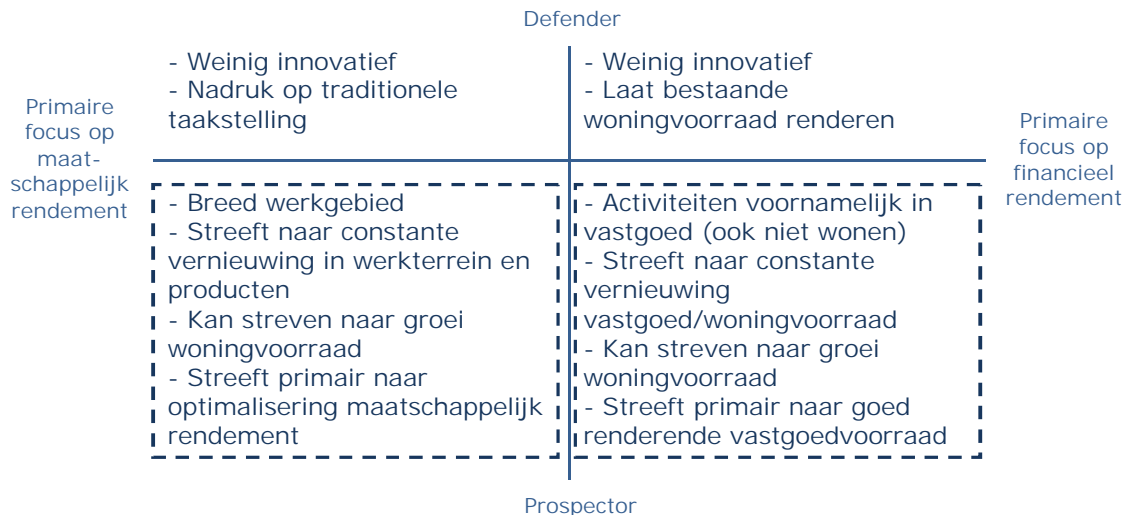 Defender
- Weinig innovatief
- Nadruk op traditionele
taakstelling
- Weinig innovatief
- Laat bestaande
woningvoorraad renderen
Primaire
focus op
maat-
schappelijk
rendement
Primaire
focus op
financieel
rendement
- Breed werkgebied
- Streeft naar constante
vernieuwing in werkterrein en
producten
- Kan streven naar groei
woningvoorraad
- Streeft primair naar
optimalisering maatschappelijk
rendement
- Activiteiten voornamelijk in
vastgoed (ook niet wonen)
- Streeft naar constante
vernieuwing
vastgoed/woningvoorraad
- Kan streven naar groei
woningvoorraad
- Streeft primair naar goed
renderende vastgoedvoorraad
Prospector